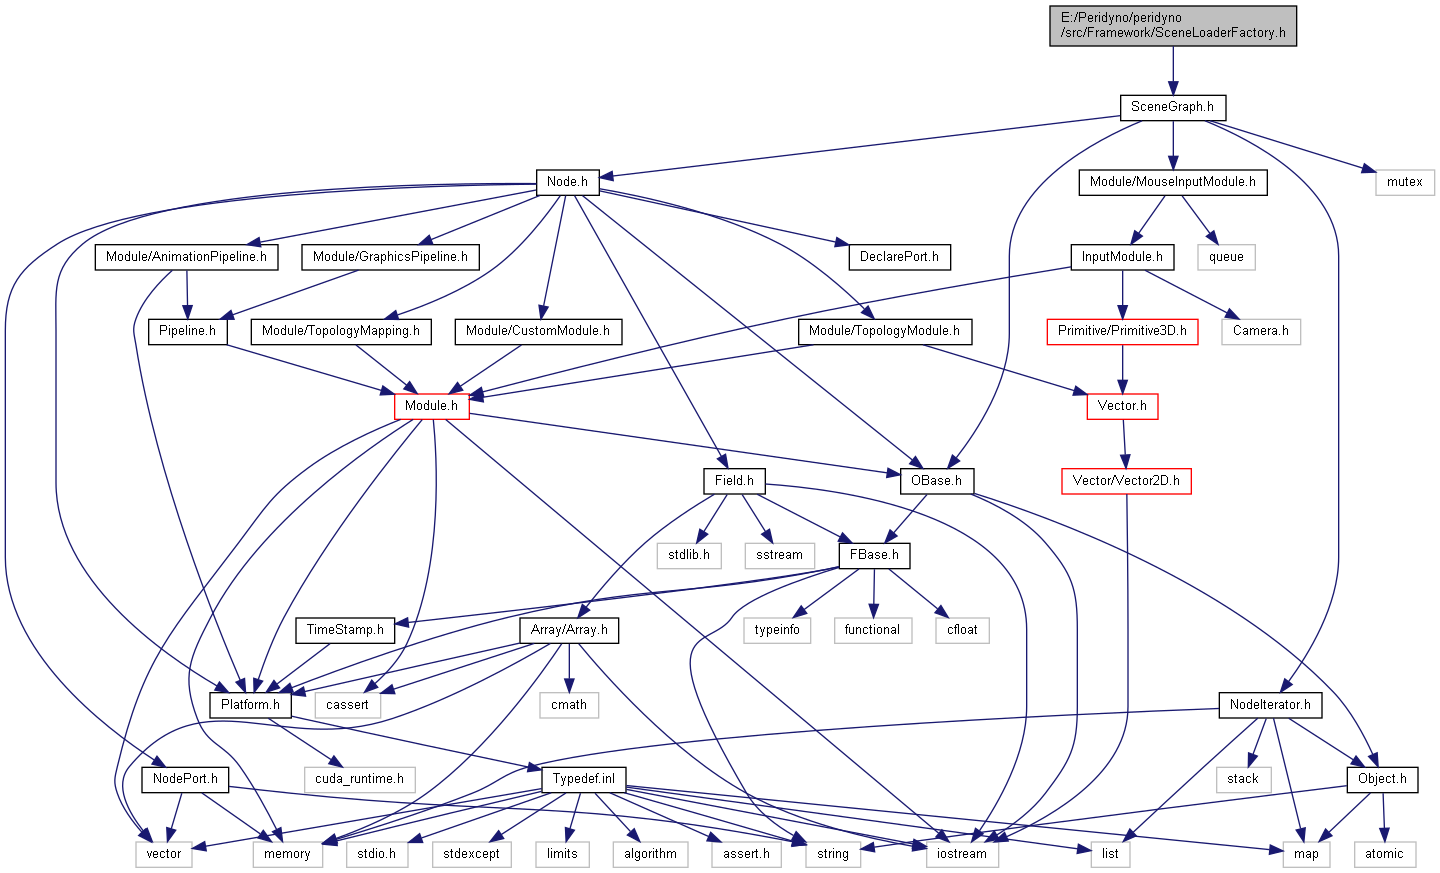 E:/Peridyno/peridyno
/src/Framework/SceneLoaderFactory.h
SceneGraph.h
Node.h
Module/MouseInputModule.h
mutex
Module/AnimationPipeline.h
Module/GraphicsPipeline.h
DeclarePort.h
InputModule.h
queue
Pipeline.h
Module/TopologyMapping.h
Module/CustomModule.h
Module/TopologyModule.h
Primitive/Primitive3D.h
Camera.h
Module.h
Vector.h
Field.h
OBase.h
Vector/Vector2D.h
stdlib.h
sstream
FBase.h
TimeStamp.h
Array/Array.h
typeinfo
functional
cfloat
Platform.h
cassert
cmath
NodeIterator.h
NodePort.h
cuda_runtime.h
Typedef.inl
stack
Object.h
vector
memory
stdio.h
stdexcept
limits
algorithm
assert.h
string
iostream
list
map
atomic